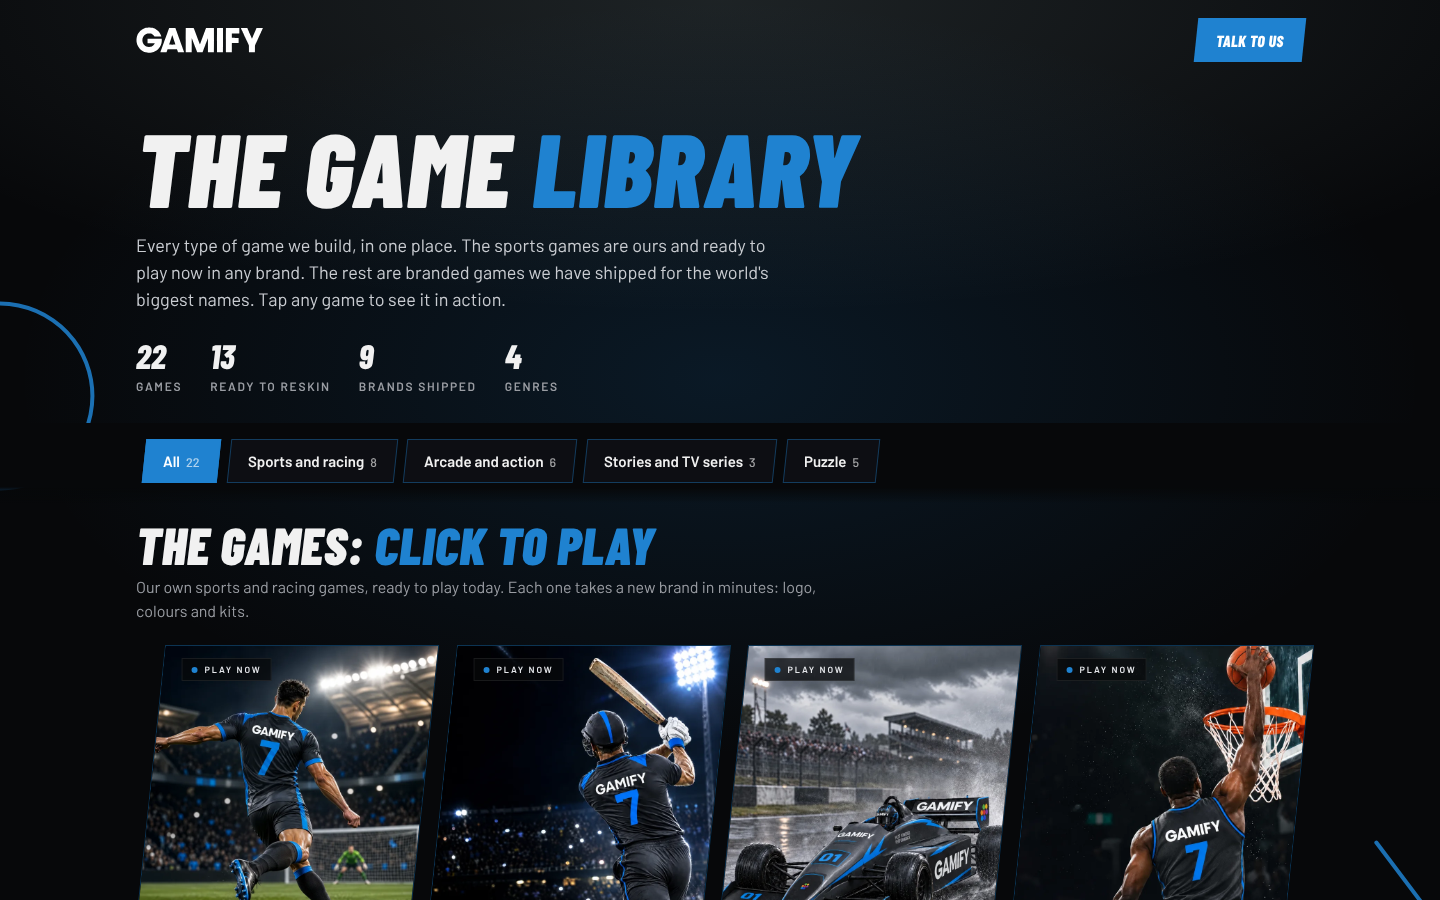 GAMIFY
TALK TO US
THE GAME LIBRARY
Every type of game we build, in one place. The sports games are ours and ready to
play now in any brand. The rest are branded games we have shipped for the world's
biggest names. Tap any game to see it in action.
22
GAMES
13
READY TO RESKIN
9
BRANDS SHIPPED
4
GENRES
All 22
Sports and racing 8
Arcade and action 6
Stories and TV series 3
Puzzle 5
THE GAMES: CLICK TO PLAY
Our own sports and racing games, ready to play today. Each one takes a new brand in minutes: logo,
colours and kits.
PLAY NOW
GAMIFY
7
PLAY NOW
GAMIFY
7
PLAY NOW
GAMIFY
GAMIFY
01
GAMIFY
01
PLAY NOW
GAMIFY
7